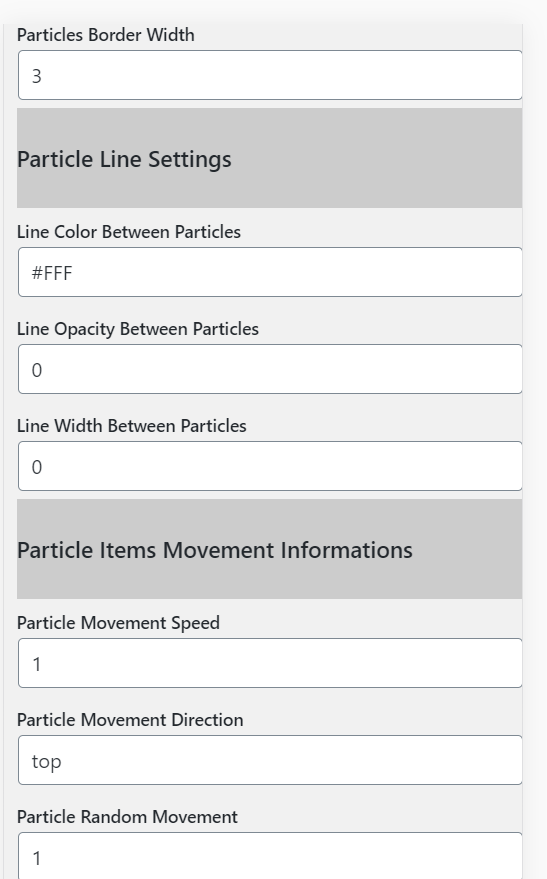 Particles Border Width
3
Particle Line Settings
Line Color Between Particles
#FFF
Line Opacity Between Particles
0
Line Width Between Particles
0
Particle Items Movement Informations
Particle Movement Speed
1
Particle Movement Direction
top
Particle Random Movement
1